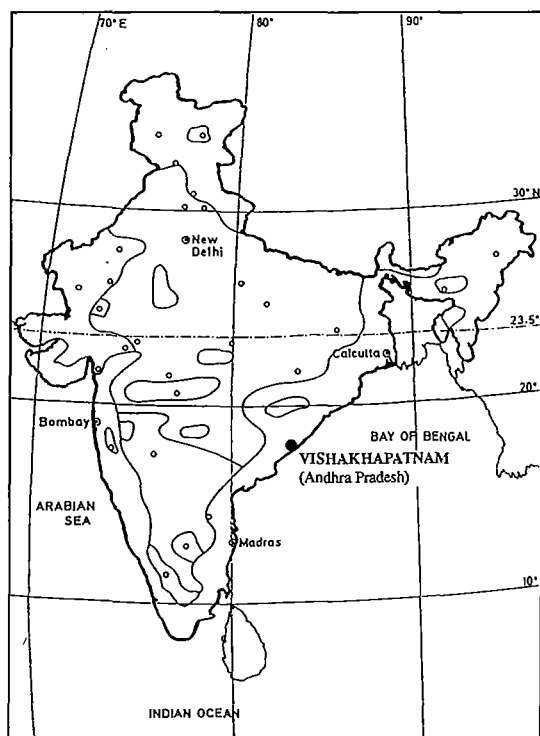 70° E
80°
90°
30° N
New
Delhi
23.5°
Calcutta
20°
Bombay
BAY OF BENGAL
VISHAKHAPATNAM
(Andhra Pradesh)
ARABIAN
SEA
Madras
10°
INDIAN OCEAN